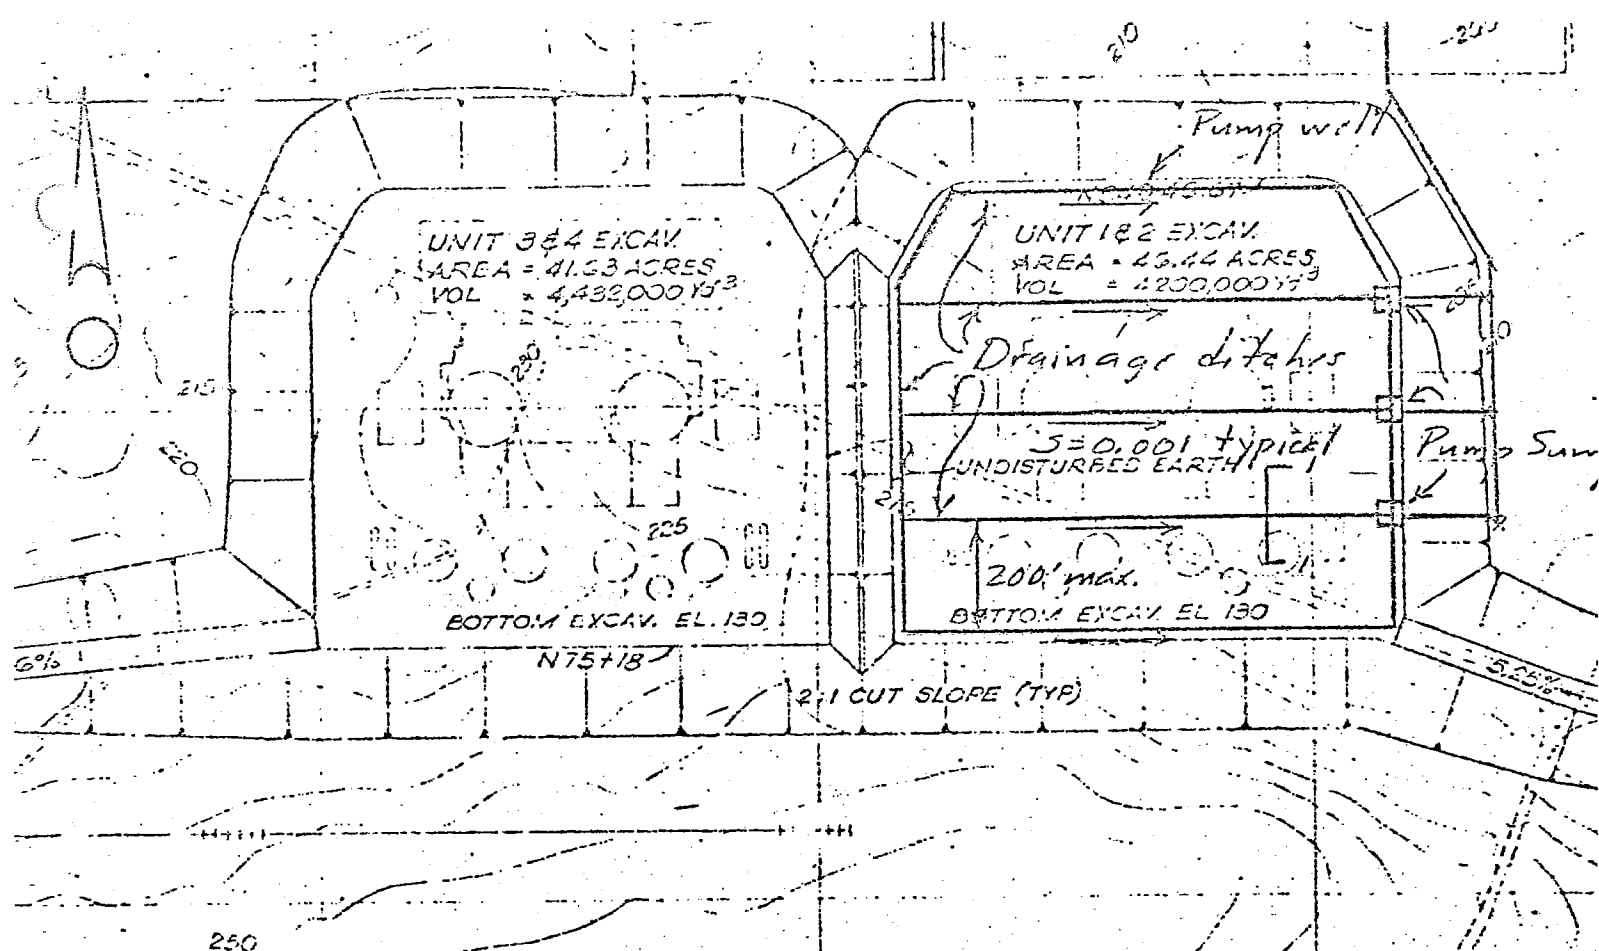 210
Pump well
UNIT 3&4 EXCAV.
AREA = 41.33 ACRES
VOL = 4,432,000 Yd³
UNIT 1&2 EXCAV.
AREA = 43.44 ACRES
VOL = 4200,000 Yd³
230
Drainage ditches
215
220
S=0.001 typical
UNDISTURBED EARTH
Pump Sum
225
200' max.
BOTTOM EXCAV. EL. 130
BOTTOM EXCAV. EL 130
6%
N75+18
5.25%
2:1 CUT SLOPE (TYP)
250